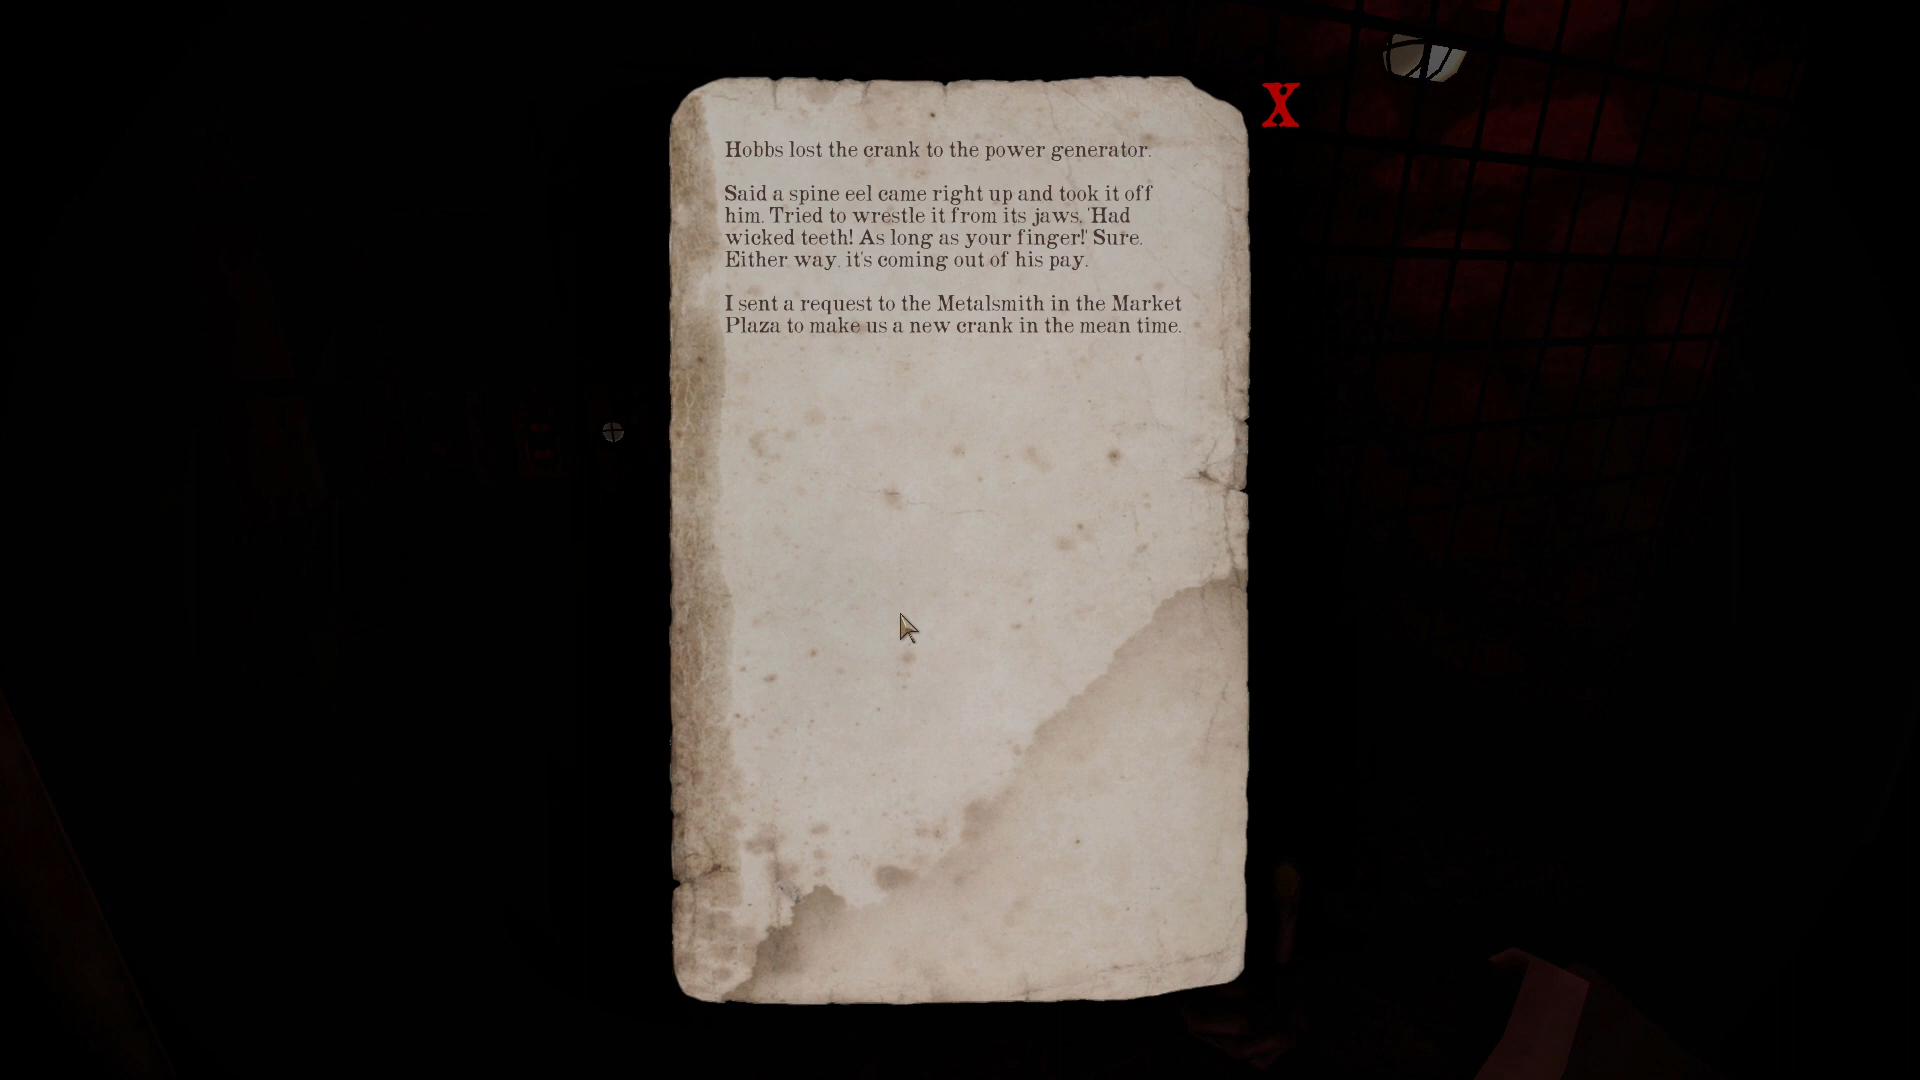 X
Hobbs lost the crank to the power generator.
Said a spine eel came right up and took it off
him. Tried to wrestle it from its jaws. 'Had
wicked teeth! As long as your finger!' Sure.
Either way, it's coming out of his pay.
I sent a request to the Metalsmith in the Market
Plaza to make us a new crank in the mean time.